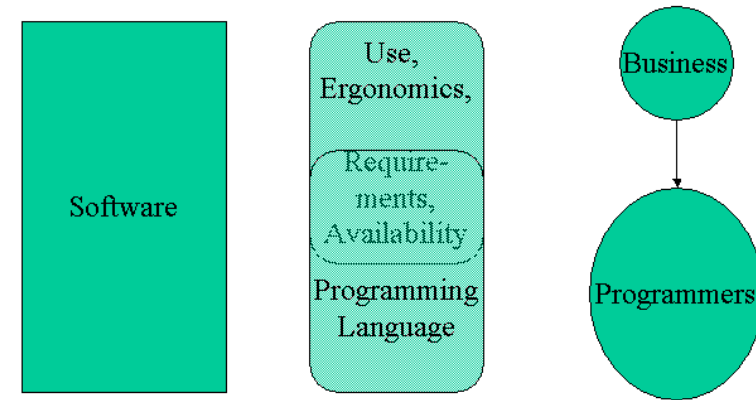 Software
Use,
Ergonomics,
Require-
ments,
Availability
Programming
Language
Business
Programmers